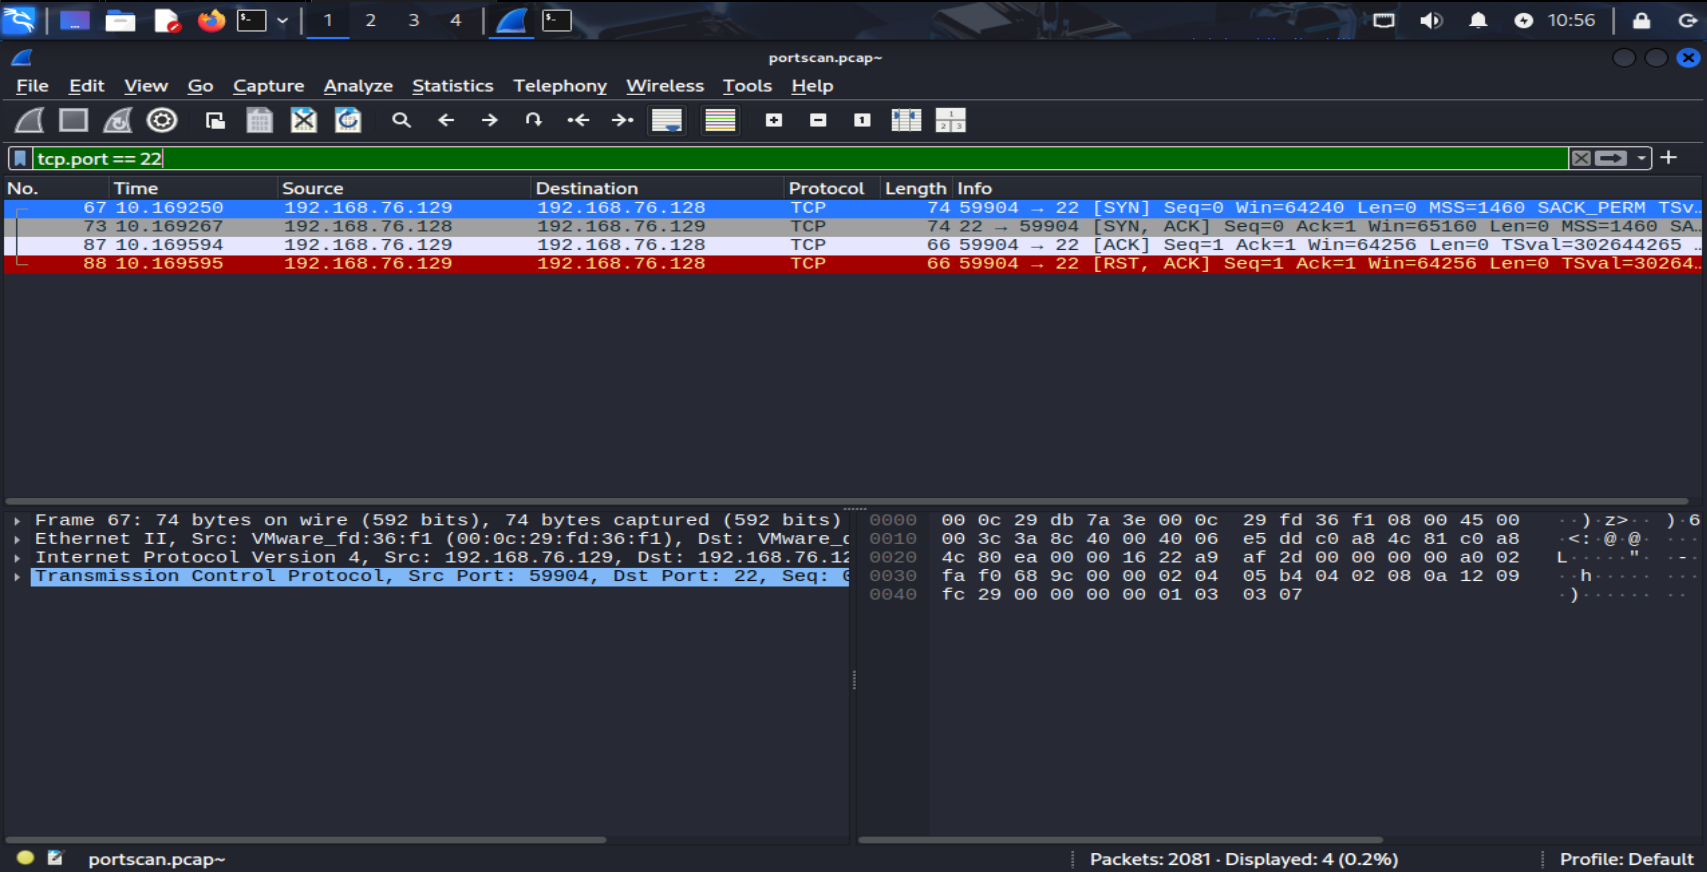 1 2 3 4 10:56
portscan.pcap~
File Edit View Go Capture Analyze Statistics Telephony Wireless Tools Help
tcp.port == 22
No. Time Source Destination Protocol Length Info
67 10.169250 192.168.76.129 192.168.76.128 TCP 74 59904 → 22 [SYN] Seq=0 Win=64240 Len=0 MSS=1460 SACK_PERM TSv…
73 10.169267 192.168.76.128 192.168.76.129 TCP 74 22 → 59904 [SYN, ACK] Seq=0 Ack=1 Win=65160 Len=0 MSS=1460 SA…
87 10.169594 192.168.76.129 192.168.76.128 TCP 66 59904 → 22 [ACK] Seq=1 Ack=1 Win=64256 Len=0 TSval=302644265 …
88 10.169595 192.168.76.129 192.168.76.128 TCP 66 59904 → 22 [RST, ACK] Seq=1 Ack=1 Win=64256 Len=0 TSval=30264…
Frame 67: 74 bytes on wire (592 bits), 74 bytes captured (592 bits)
Ethernet II, Src: VMware_fd:36:f1 (00:0c:29:fd:36:f1), Dst: VMware_d
Internet Protocol Version 4, Src: 192.168.76.129, Dst: 192.168.76.12
Transmission Control Protocol, Src Port: 59904, Dst Port: 22, Seq: 0
0000 00 0c 29 db 7a 3e 00 0c 29 fd 36 f1 08 00 45 00 ··)·z>·· )·6
0010 00 3c 3a 8c 40 00 40 06 e5 dd c0 a8 4c 81 c0 a8 ·<:·@·@· ···
0020 4c 80 ea 00 00 16 22 a9 af 2d 00 00 00 00 a0 02 L·····"· ·-·
0030 fa f0 68 9c 00 00 02 04 05 b4 04 02 08 0a 12 09 ··h····· ···
0040 fc 29 00 00 00 00 01 03 03 07 ·)······ ··
portscan.pcap~ Packets: 2081 · Displayed: 4 (0.2%) Profile: Default